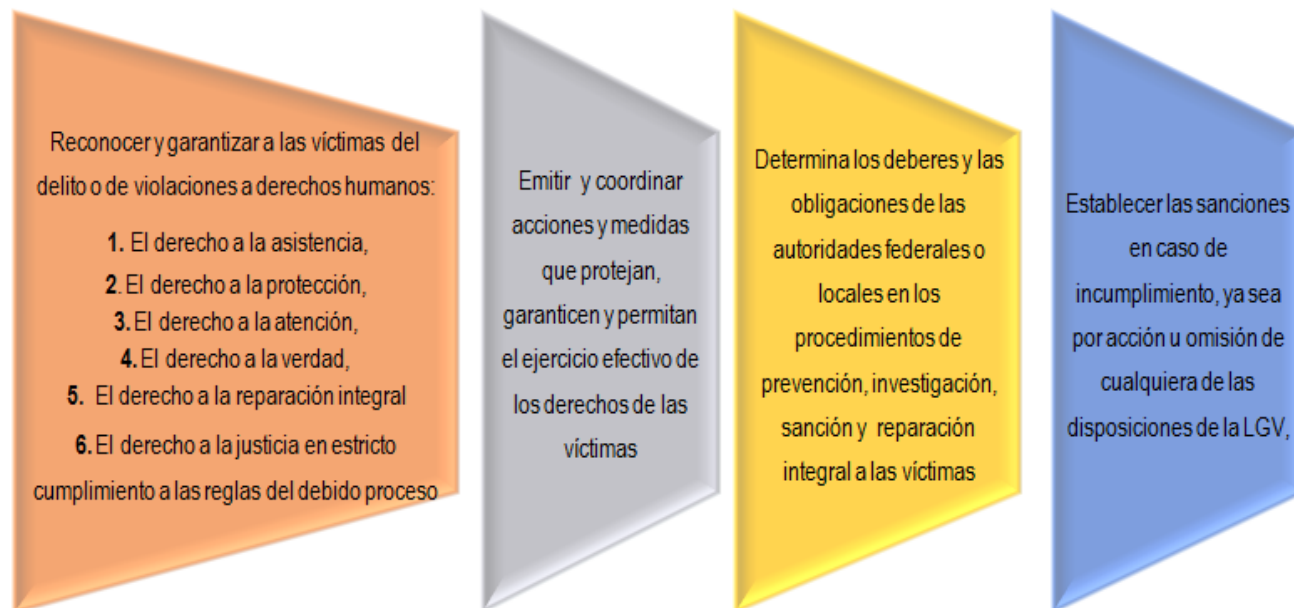 Reconocer y garantizar a las víctimas del
delito o de violaciones a derechos humanos:
1. El derecho a la asistencia,
2. El derecho a la protección,
3. El derecho a la atención,
4. El derecho a la verdad,
5. El derecho a la reparación integral
6. El derecho a la justicia en estricto
cumplimiento a las reglas del debido proceso
Emitir y coordinar
acciones y medidas
que protejan,
garanticen y permitan
el ejercicio efectivo de
los derechos de las
víctimas
Determina los deberes y las
obligaciones de las
autoridades federales o
locales en los
procedimientos de
prevención, investigación,
sanción y reparación
integral a las víctimas
Establecer las sanciones
en caso de
incumplimiento, ya sea
por acción u omisión de
cualquiera de las
disposiciones de la LGV,